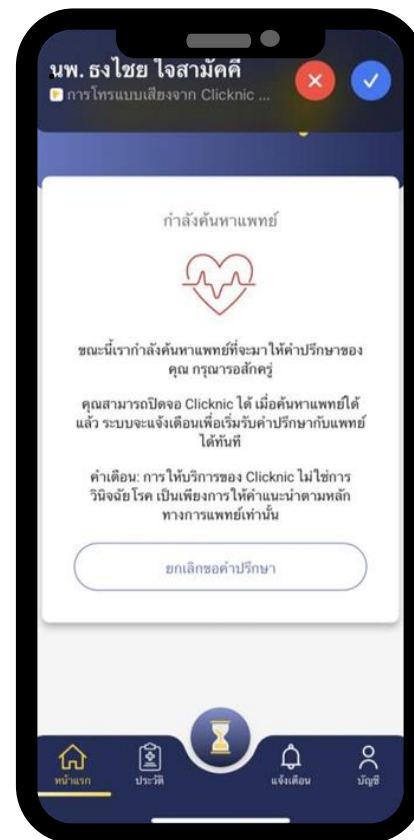 นพ. ธงไชย ใจสามัคคี
การโทรแบบเสียงจาก Clicknic ...
กำลังค้นหาแพทย์
ขณะนี้เรากำลังค้นหาแพทย์ที่จะมาให้คำปรึกษาของ
คุณ กรุณารอสักครู่
คุณสามารถปิดจอ Clicknic ได้ เมื่อค้นหาแพทย์ได้
แล้ว ระบบจะแจ้งเตือนเพื่อเริ่มรับคำปรึกษากับแพทย์
ได้ทันที
คำเตือน: การให้บริการของ Clicknic ไม่ใช่การ
วินิจฉัยโรค เป็นเพียงการให้คำแนะนำตามหลัก
ทางการแพทย์เท่านั้น
ยกเลิกขอคำปรึกษา
หน้าแรก
ประวัติ
แจ้งเตือน
บัญชี